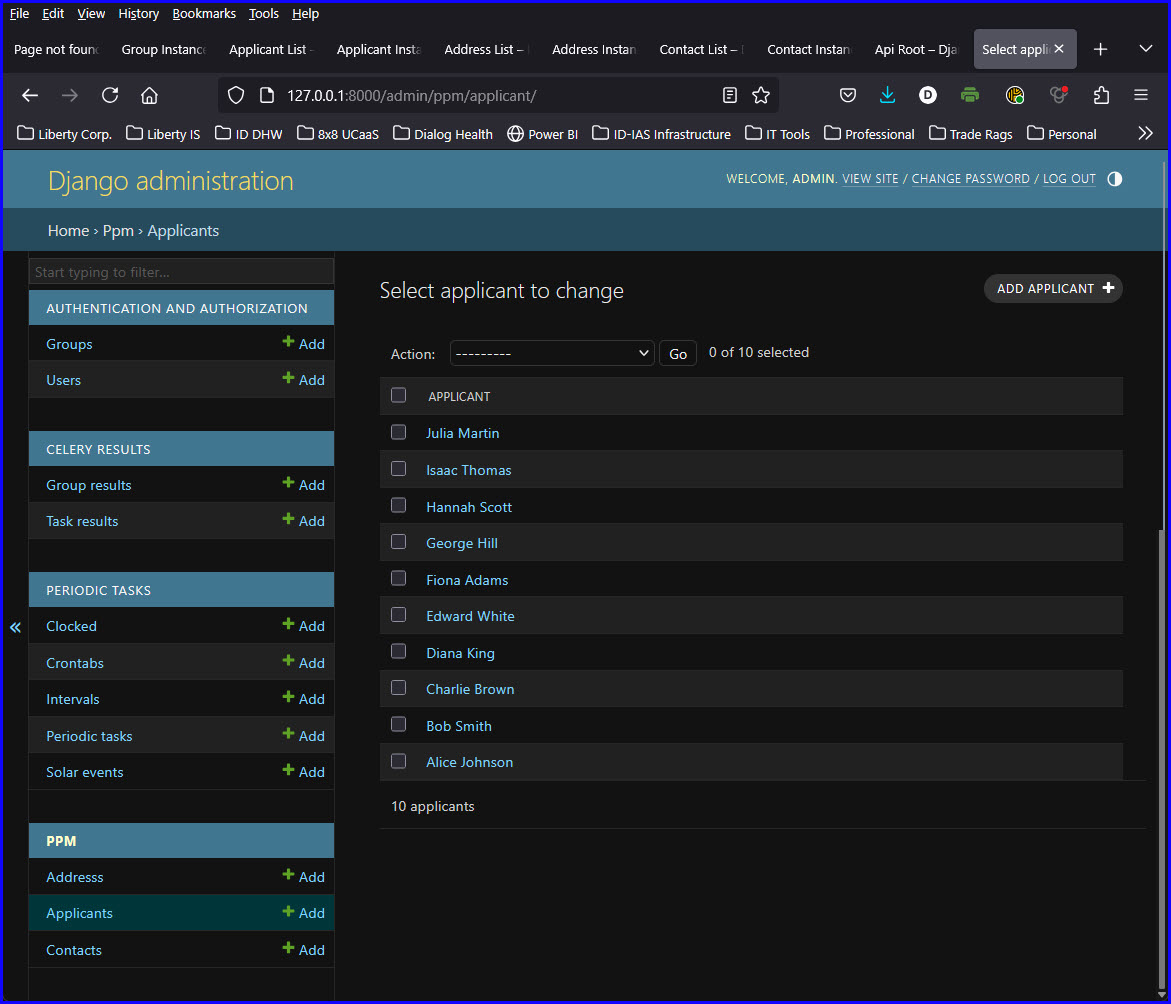 File Edit View History Bookmarks Tools Help
Page not foun Group Instance Applicant List – Applicant Insta Address List – Address Instan Contact List – Contact Instan Api Root – Dja Select appli
127.0.0.1:8000/admin/ppm/applicant/
D
Liberty Corp. Liberty IS ID DHW 8x8 UCaaS Dialog Health Power BI ID-IAS Infrastructure IT Tools Professional Trade Rags Personal
Django administration
WELCOME, ADMIN. VIEW SITE / CHANGE PASSWORD / LOG OUT
Home › Ppm › Applicants
Start typing to filter...
AUTHENTICATION AND AUTHORIZATION
Groups Add
Users Add
CELERY RESULTS
Group results Add
Task results Add
PERIODIC TASKS
Clocked Add
Crontabs Add
Intervals Add
Periodic tasks Add
Solar events Add
PPM
Addresss Add
Applicants Add
Contacts Add
«
Select applicant to change
ADD APPLICANT +
Action: --------- Go 0 of 10 selected
APPLICANT
Julia Martin
Isaac Thomas
Hannah Scott
George Hill
Fiona Adams
Edward White
Diana King
Charlie Brown
Bob Smith
Alice Johnson
10 applicants